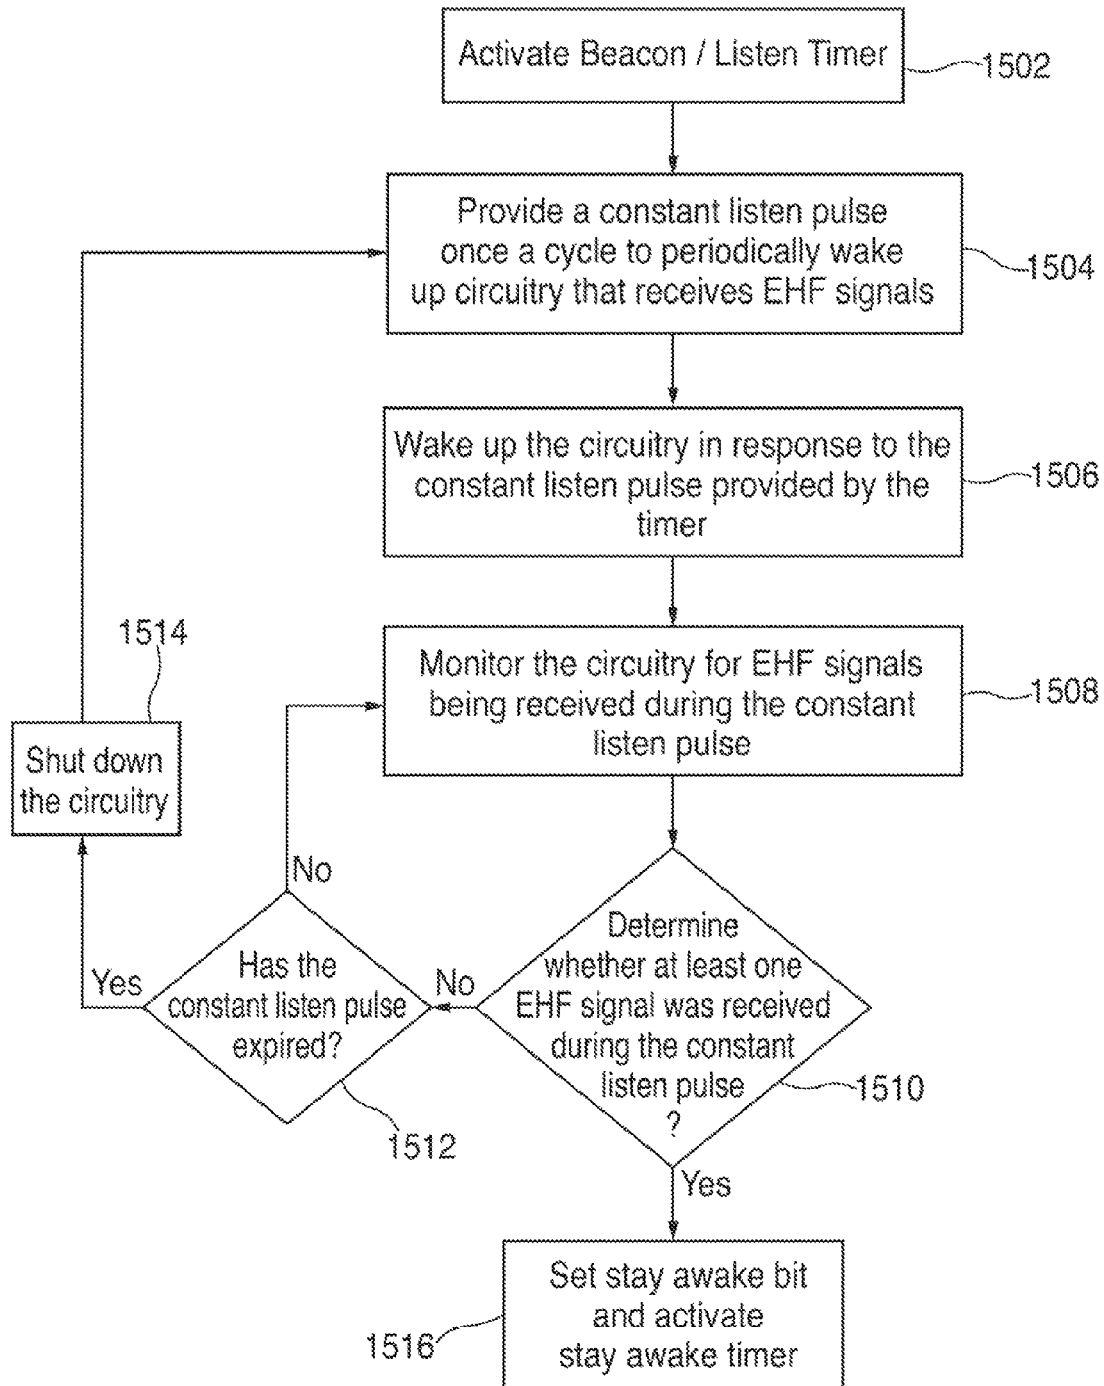 Activate Beacon / Listen Timer
1502
Provide a constant listen pulse
once a cycle to periodically wake
up circuitry that receives EHF signals
1504
Wake up the circuitry in response to the
constant listen pulse provided by the
timer
1506
1514
Monitor the circuitry for EHF signals
being received during the constant
listen pulse
1508
Shut down
the circuitry
No
Yes
Has the
constant listen pulse
expired?
1512
No
Determine
whether at least one
EHF signal was received
during the constant
listen pulse
?
1510
Yes
Set stay awake bit
and activate
stay awake timer
1516